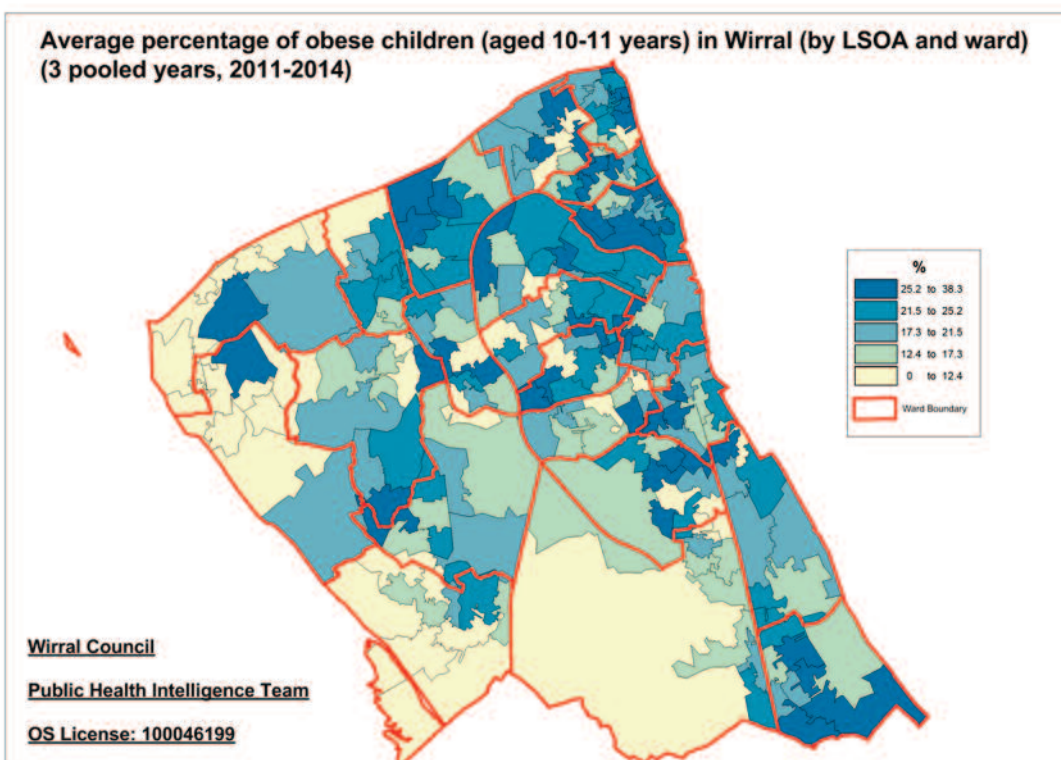 Average percentage of obese children (aged 10-11 years) in Wirral (by LSOA and ward)
(3 pooled years, 2011-2014)
%
25.2 to 38.3
21.5 to 25.2
17.3 to 21.5
12.4 to 17.3
0 to 12.4
Ward Boundary
Wirral Council
Public Health Intelligence Team
OS License: 100046199